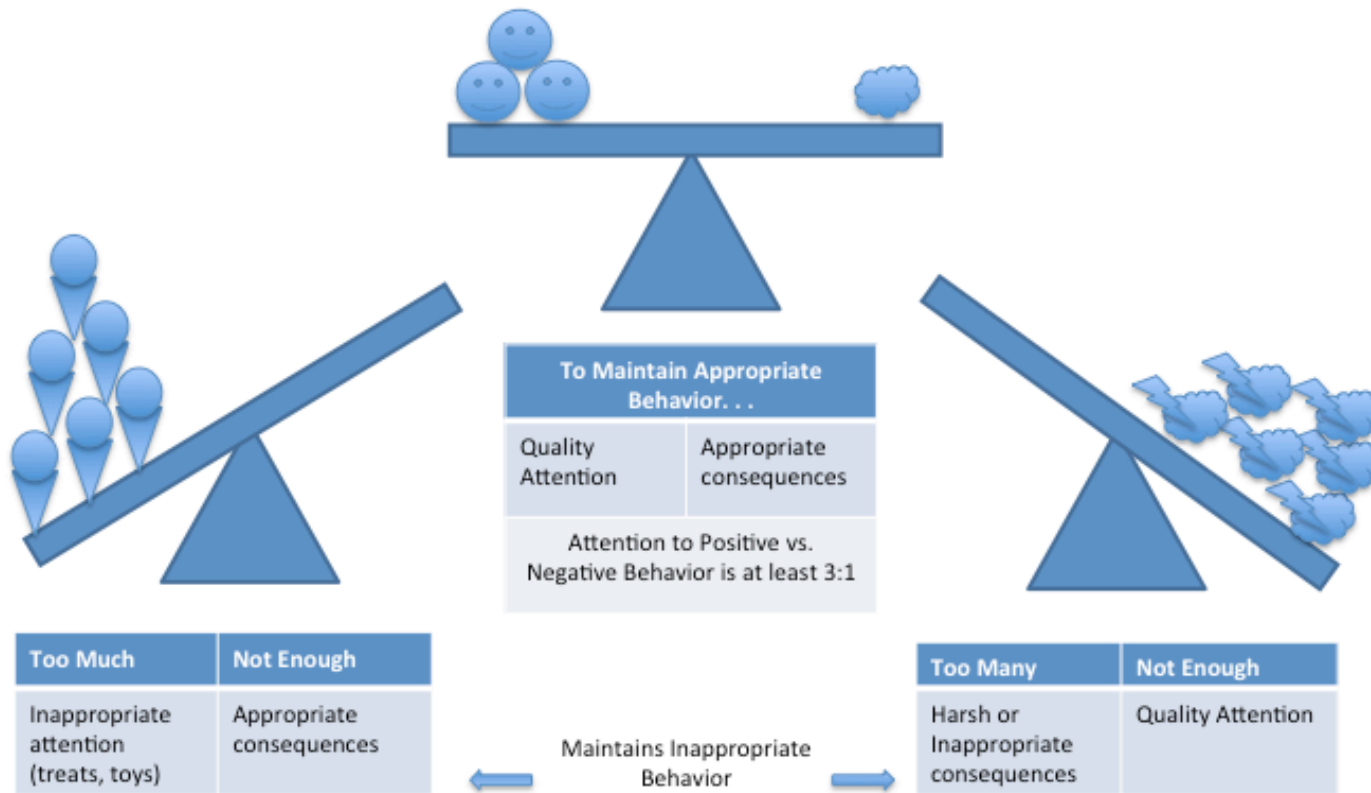 To Maintain Appropriate
Behavior. . .
Quality
Attention
Appropriate
consequences
Attention to Positive vs.
Negative Behavior is at least 3:1
Too Much
Not Enough
Inappropriate
attention
(treats, toys)
Appropriate
consequences
Maintains Inappropriate
Behavior
Too Many
Not Enough
Harsh or
Inappropriate
consequences
Quality Attention